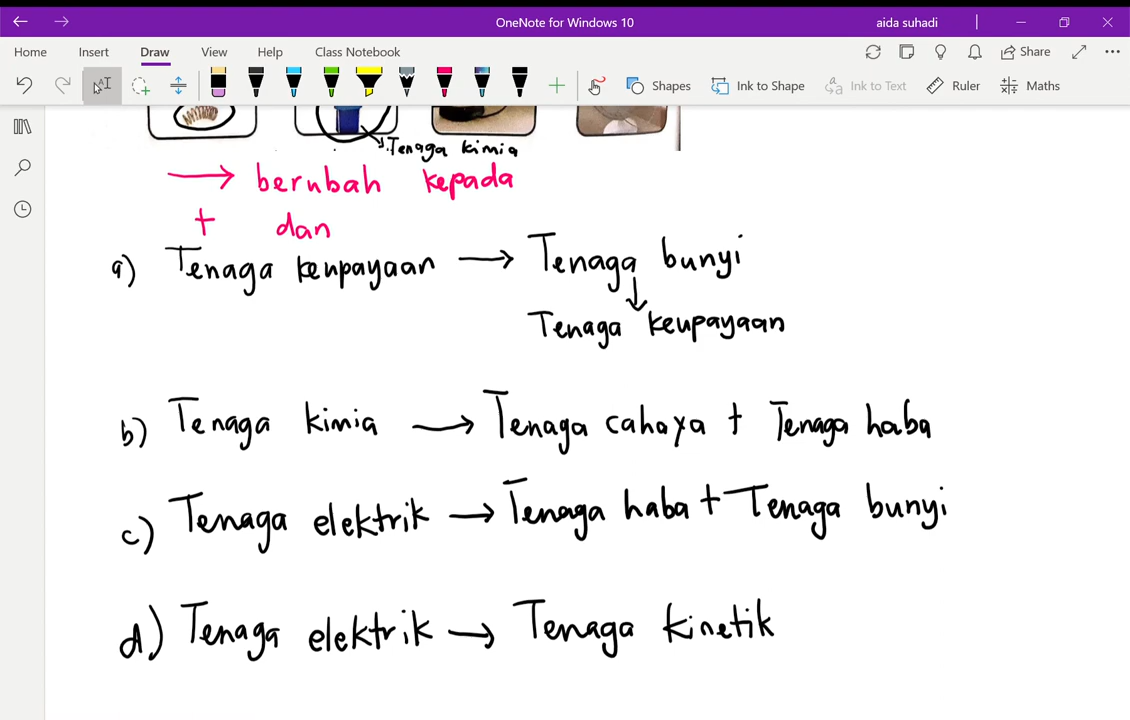 OneNote for Windows 10
aida suhadi
Home Insert Draw View Help Class Notebook Share
Shapes Ink to Shape Ink to Text Ruler Maths
Tenaga kimia
→ berubah kepada
+ dan
a) Tenaga keupayaan → Tenaga bunyi
↓
Tenaga keupayaan
b) Tenaga kimia → Tenaga cahaya + Tenaga haba
c) Tenaga elektrik → Tenaga haba + Tenaga bunyi
d) Tenaga elektrik → Tenaga kinetik